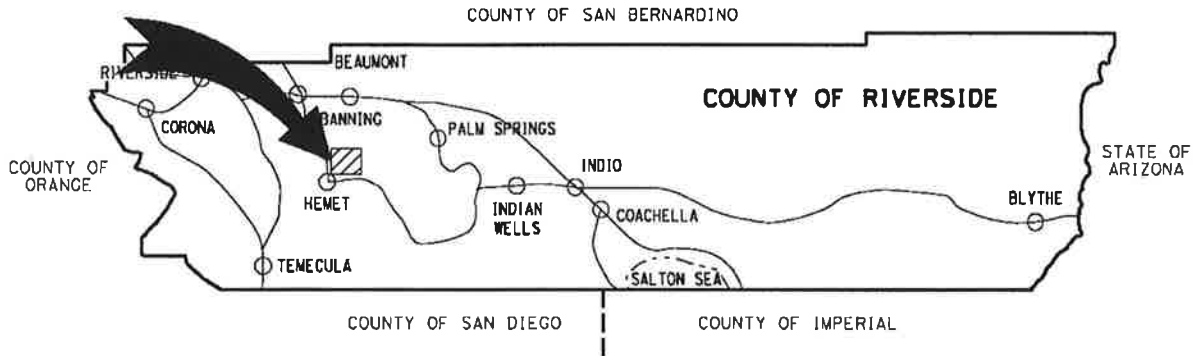 COUNTY OF SAN BERNARDINO
BEAUMONT
RIVERSIDE
COUNTY OF RIVERSIDE
BANNING
CORONA
PALM SPRINGS
COUNTY OF
ORANGE
STATE OF
ARIZONA
INDIO
HEMET
INDIAN
WELLS
COACHELLA
BLYTHE
TEMECULA
SALTON SEA
COUNTY OF SAN DIEGO
COUNTY OF IMPERIAL